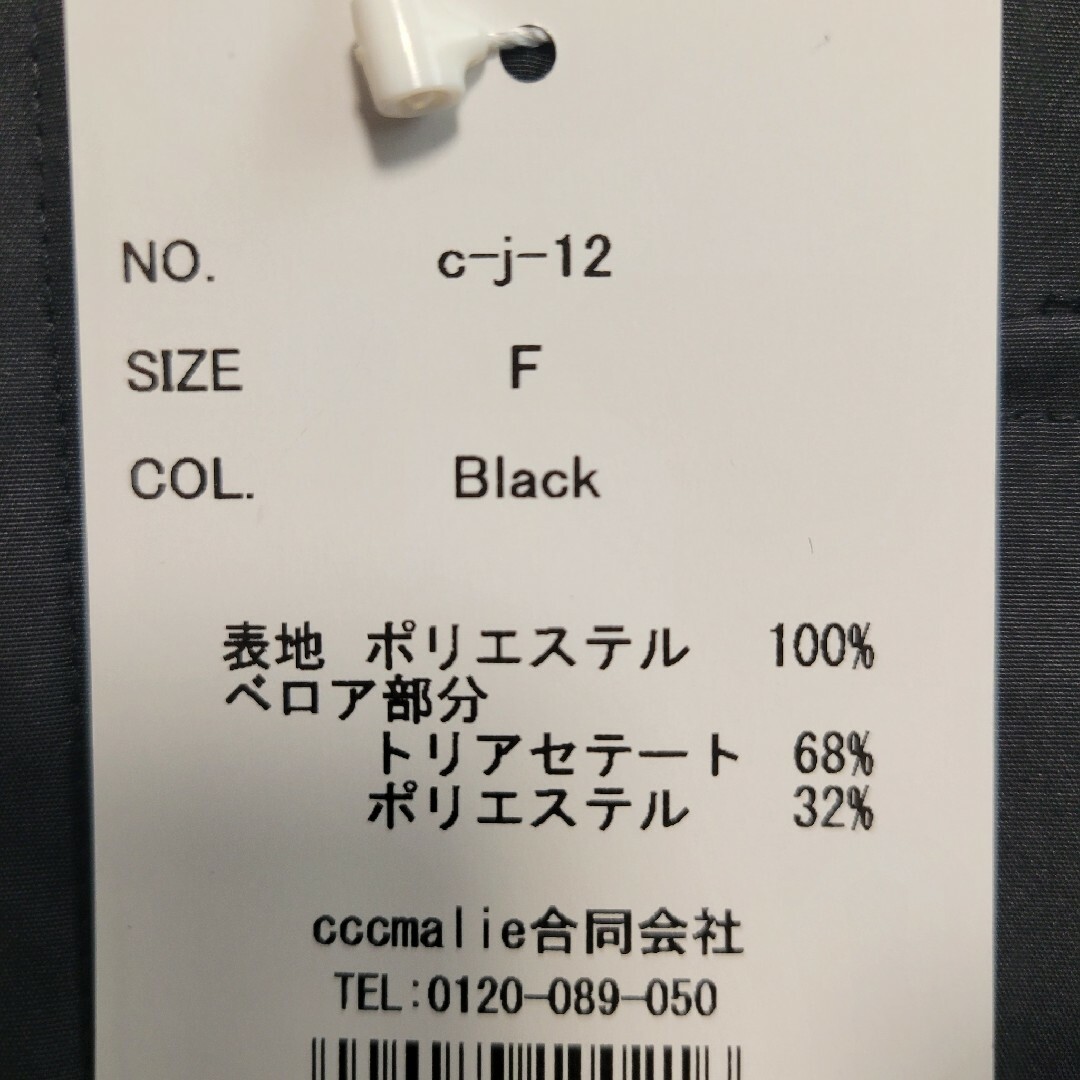 NO. c-j-12
SIZE F
COL. Black
表地 ポリエステル 100%
ベロア部分
トリアセテート 68%
ポリエステル 32%
cccmalie合同会社
TEL:0120-089-050